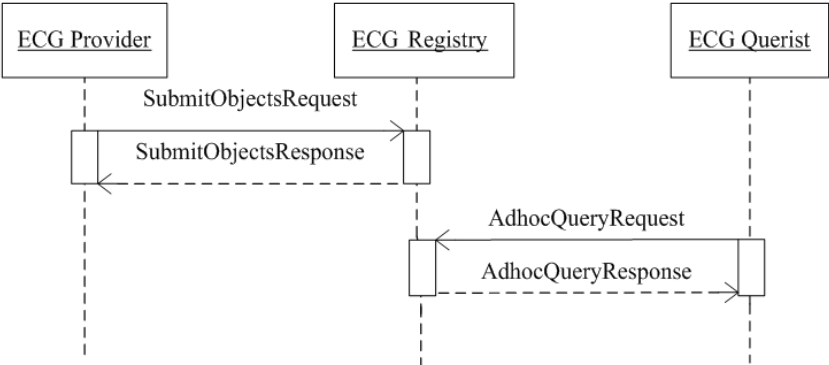 ECG Provider
ECG Registry
ECG Querist
SubmitObjectsRequest
SubmitObjectsResponse
AdhocQueryRequest
AdhocQueryResponse